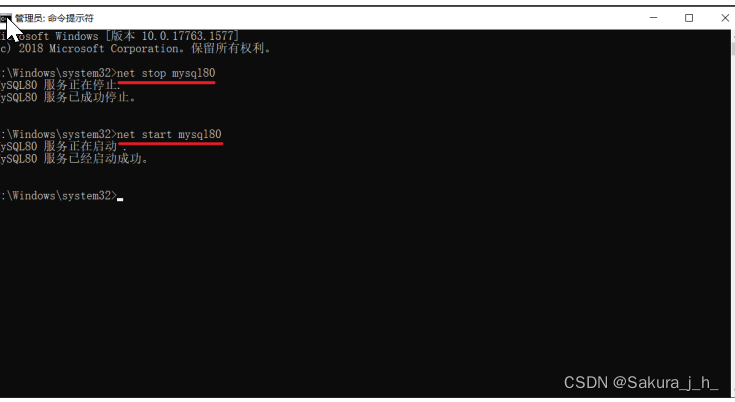 管理员: 命令提示符
icrosoft Windows [版本 10.0.17763.1577]
c) 2018 Microsoft Corporation。保留所有权利。
:\Windows\system32>net stop mysql80
ySQL80 服务正在停止.
ySQL80 服务已成功停止。
:\Windows\system32>net start mysql80
ySQL80 服务正在启动 .
ySQL80 服务已经启动成功。
:\Windows\system32>
CSDN @Sakura_j_h_